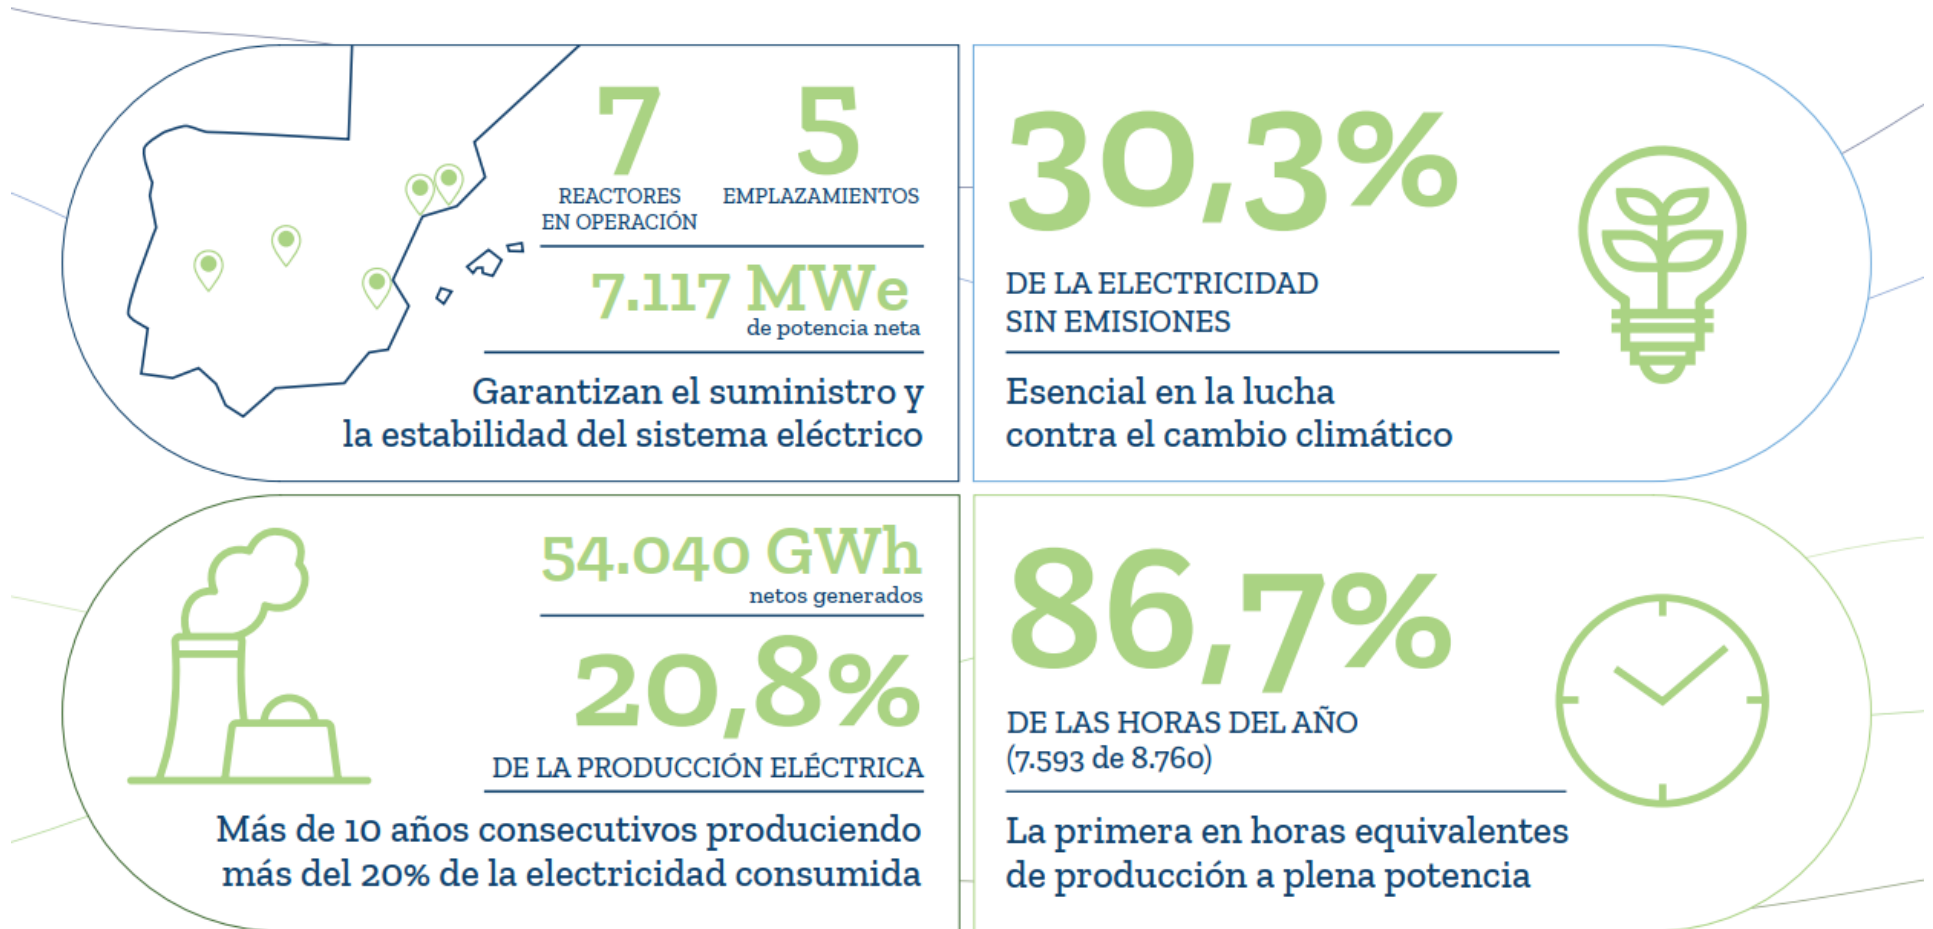 7
REACTORES
EN OPERACIÓN
5
EMPLAZAMIENTOS
7.117 MWe
de potencia neta
Garantizan el suministro y
la estabilidad del sistema eléctrico
30,3%
DE LA ELECTRICIDAD
SIN EMISIONES
Esencial en la lucha
contra el cambio climático
54.040 GWh
netos generados
20,8%
DE LA PRODUCCIÓN ELÉCTRICA
Más de 10 años consecutivos produciendo
más del 20% de la electricidad consumida
86,7%
DE LAS HORAS DEL AÑO
(7.593 de 8.760)
La primera en horas equivalentes
de producción a plena potencia